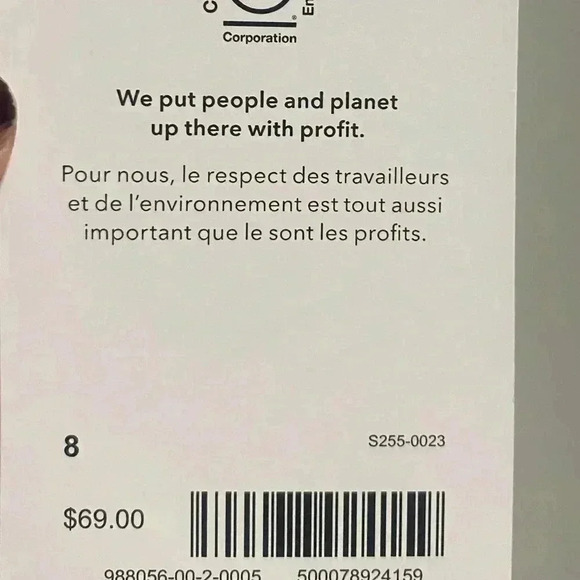 Corporation
We put people and planet
up there with profit.
Pour nous, le respect des travailleurs
et de l'environnement est tout aussi
important que le sont les profits.
8
S255-0023
$69.00
988056-00-2-0005 500078924159